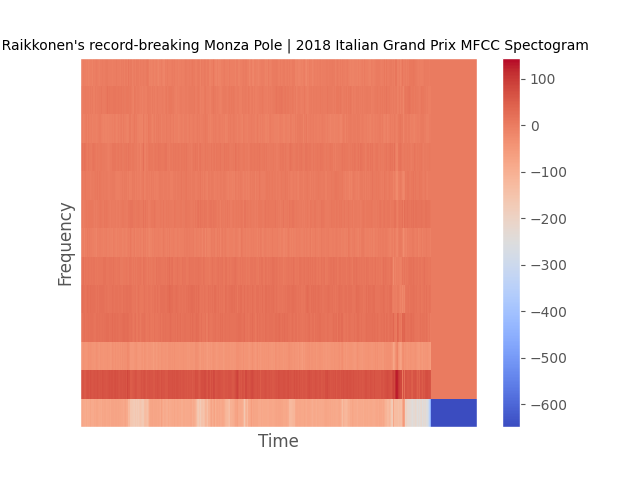 Raikkonen's record-breaking Monza Pole | 2018 Italian Grand Prix MFCC Spectogram
Frequency
Time
100
0
−100
−200
−300
−400
−500
−600